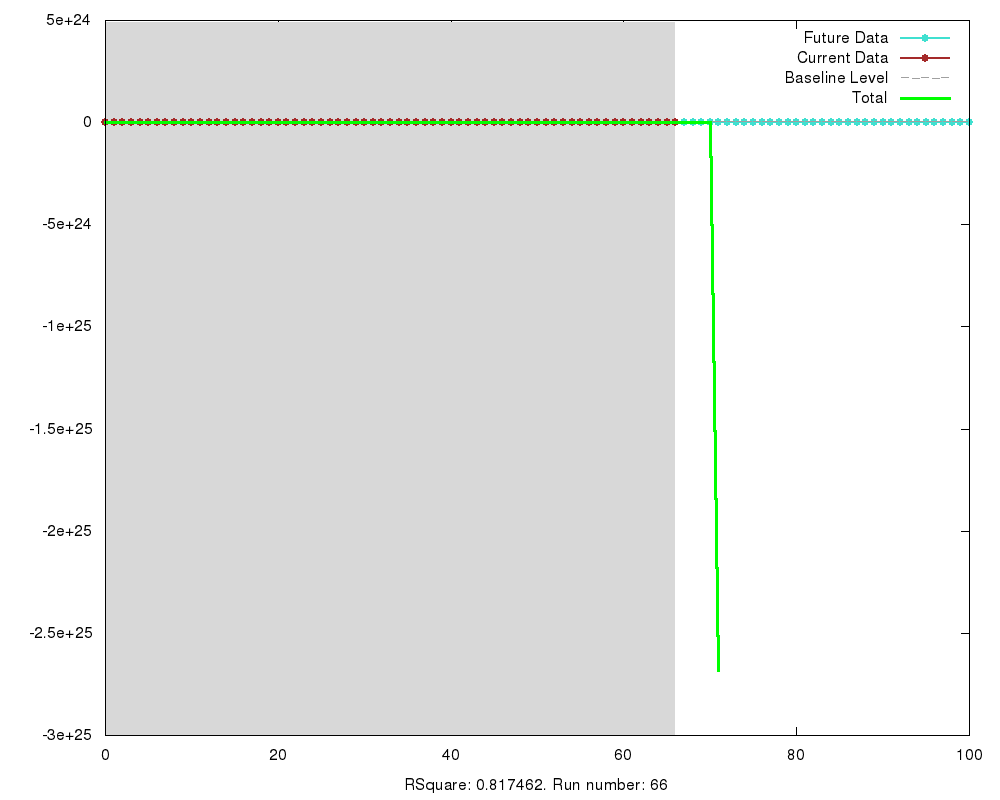 5e+24
0
-5e+24
-1e+25
-1.5e+25
-2e+25
-2.5e+25
-3e+25
Future Data
Current Data
Baseline Level
Total
0 20 40 60 80 100
RSquare: 0.817462. Run number: 66